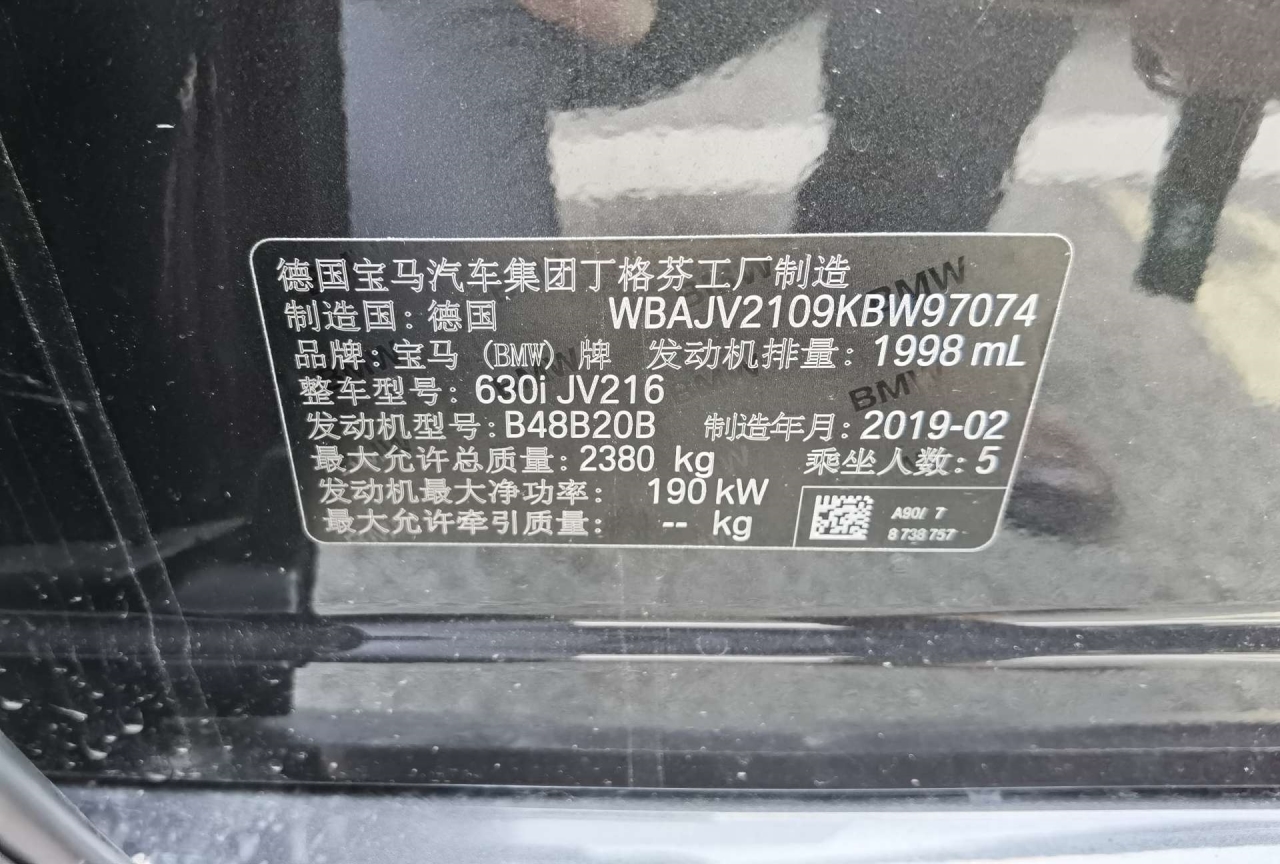 德国宝马汽车集团丁格芬工厂制造
制造国：德国 WBAJV2109KBW97074
品牌：宝马（BMW）牌 发动机排量：1998 mL
整车型号：630i JV216
发动机型号：B48B20B 制造年月：2019-02
最大允许总质量：2380 kg 乘坐人数：5
发动机最大净功率： 190 kW
最大允许牵引质量： -- kg
8 738 757
BMW
BMW